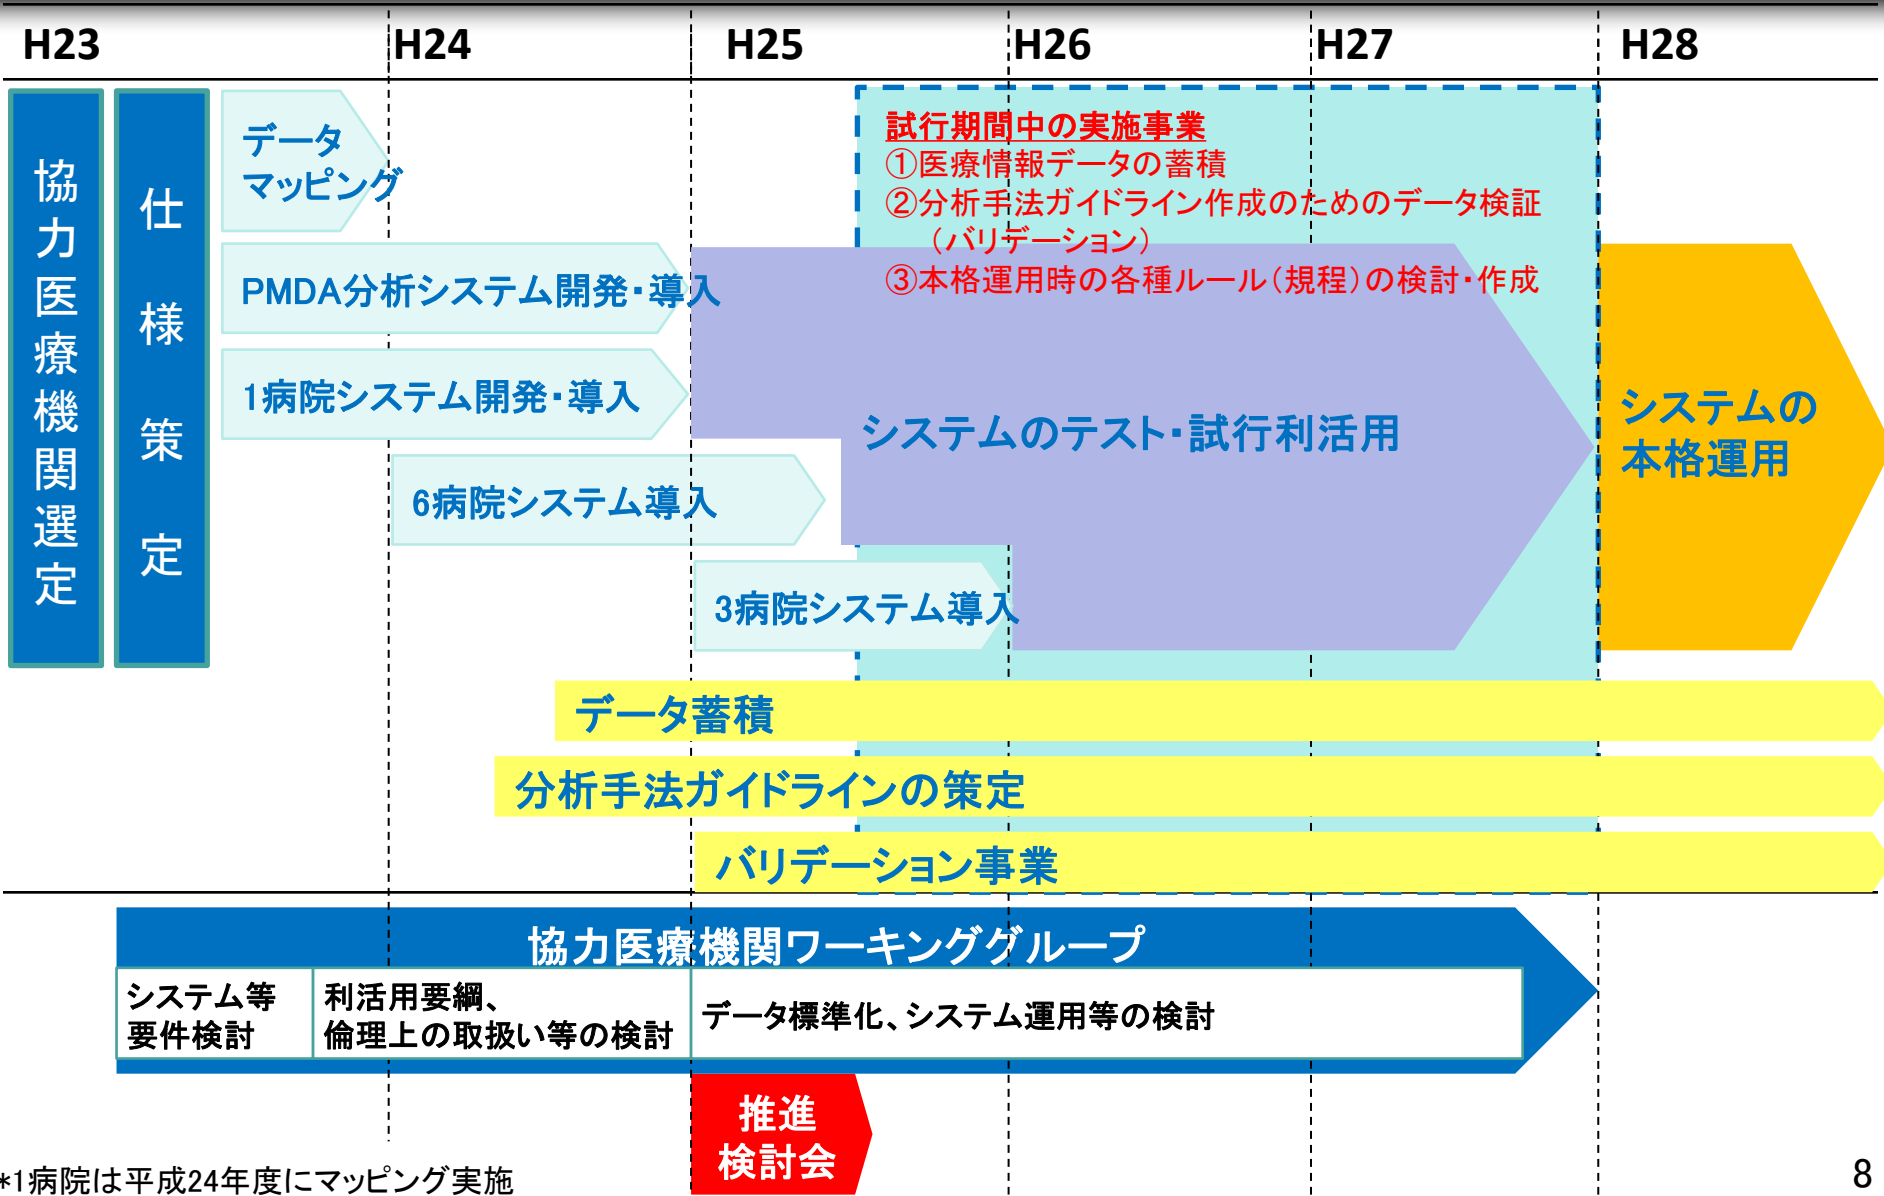 H23
H24
H25
H26
H27
H28
協力医療機関選定
仕様策定
データ
マッピング
PMDA分析システム開発・導入
1病院システム開発・導入
6病院システム導入
3病院システム導入
試行期間中の実施事業
①医療情報データの蓄積
②分析手法ガイドライン作成のためのデータ検証
（バリデーション）
③本格運用時の各種ルール（規程）の検討・作成
システムのテスト・試行利活用
システムの
本格運用
データ蓄積
分析手法ガイドラインの策定
バリデーション事業
協力医療機関ワーキンググループ
システム等
要件検討
利活用要綱、
倫理上の取扱い等の検討
データ標準化、システム運用等の検討
推進
検討会
*1病院は平成24年度にマッピング実施
8